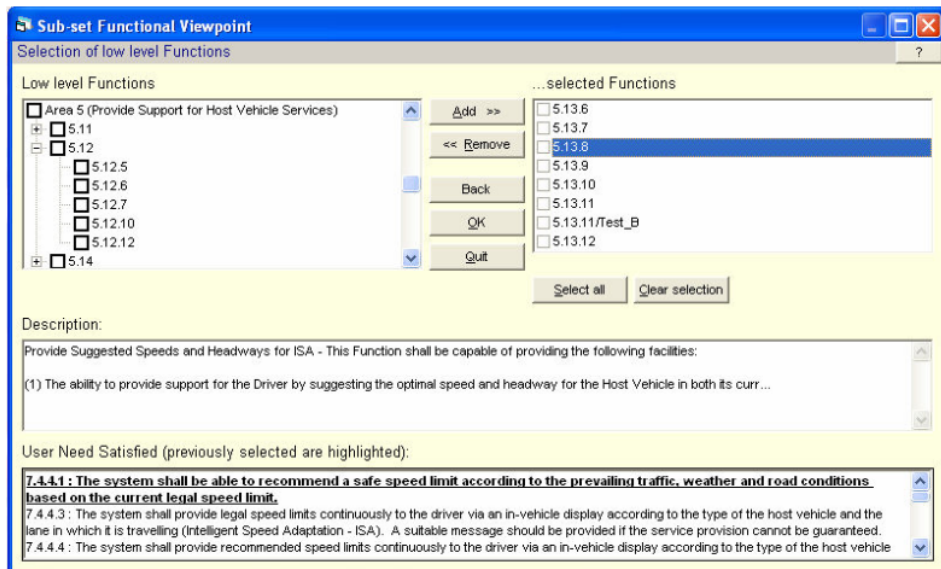 Sub-set Functional Viewpoint
Selection of low level Functions
?
Low level Functions
Area 5 (Provide Support for Host Vehicle Services)
5.11
5.12
5.12.5
5.12.6
5.12.7
5.12.10
5.12.12
5.14
Add >>
<< Remove
Back
OK
Quit
...selected Functions
5.13.6
5.13.7
5.13.8
5.13.9
5.13.10
5.13.11
5.13.11/Test_B
5.13.12
Select all
Clear selection
Description:
Provide Suggested Speeds and Headways for ISA - This Function shall be capable of providing the following facilities:
(1) The ability to provide support for the Driver by suggesting the optimal speed and headway for the Host Vehicle in both its curr...
User Need Satisfied (previously selected are highlighted):
7.4.4.1 : The system shall be able to recommend a safe speed limit according to the prevailing traffic, weather and road conditions
based on the current legal speed limit.
7.4.4.3 : The system shall provide legal speed limits continuously to the driver via an in-vehicle display according to the type of the host vehicle and the
lane in which it is travelling (Intelligent Speed Adaptation - ISA). A suitable message should be provided if the service provision cannot be guaranteed.
7.4.4.4 : The system shall provide recommended speed limits continuously to the driver via an in-vehicle display according to the type of the host vehicle